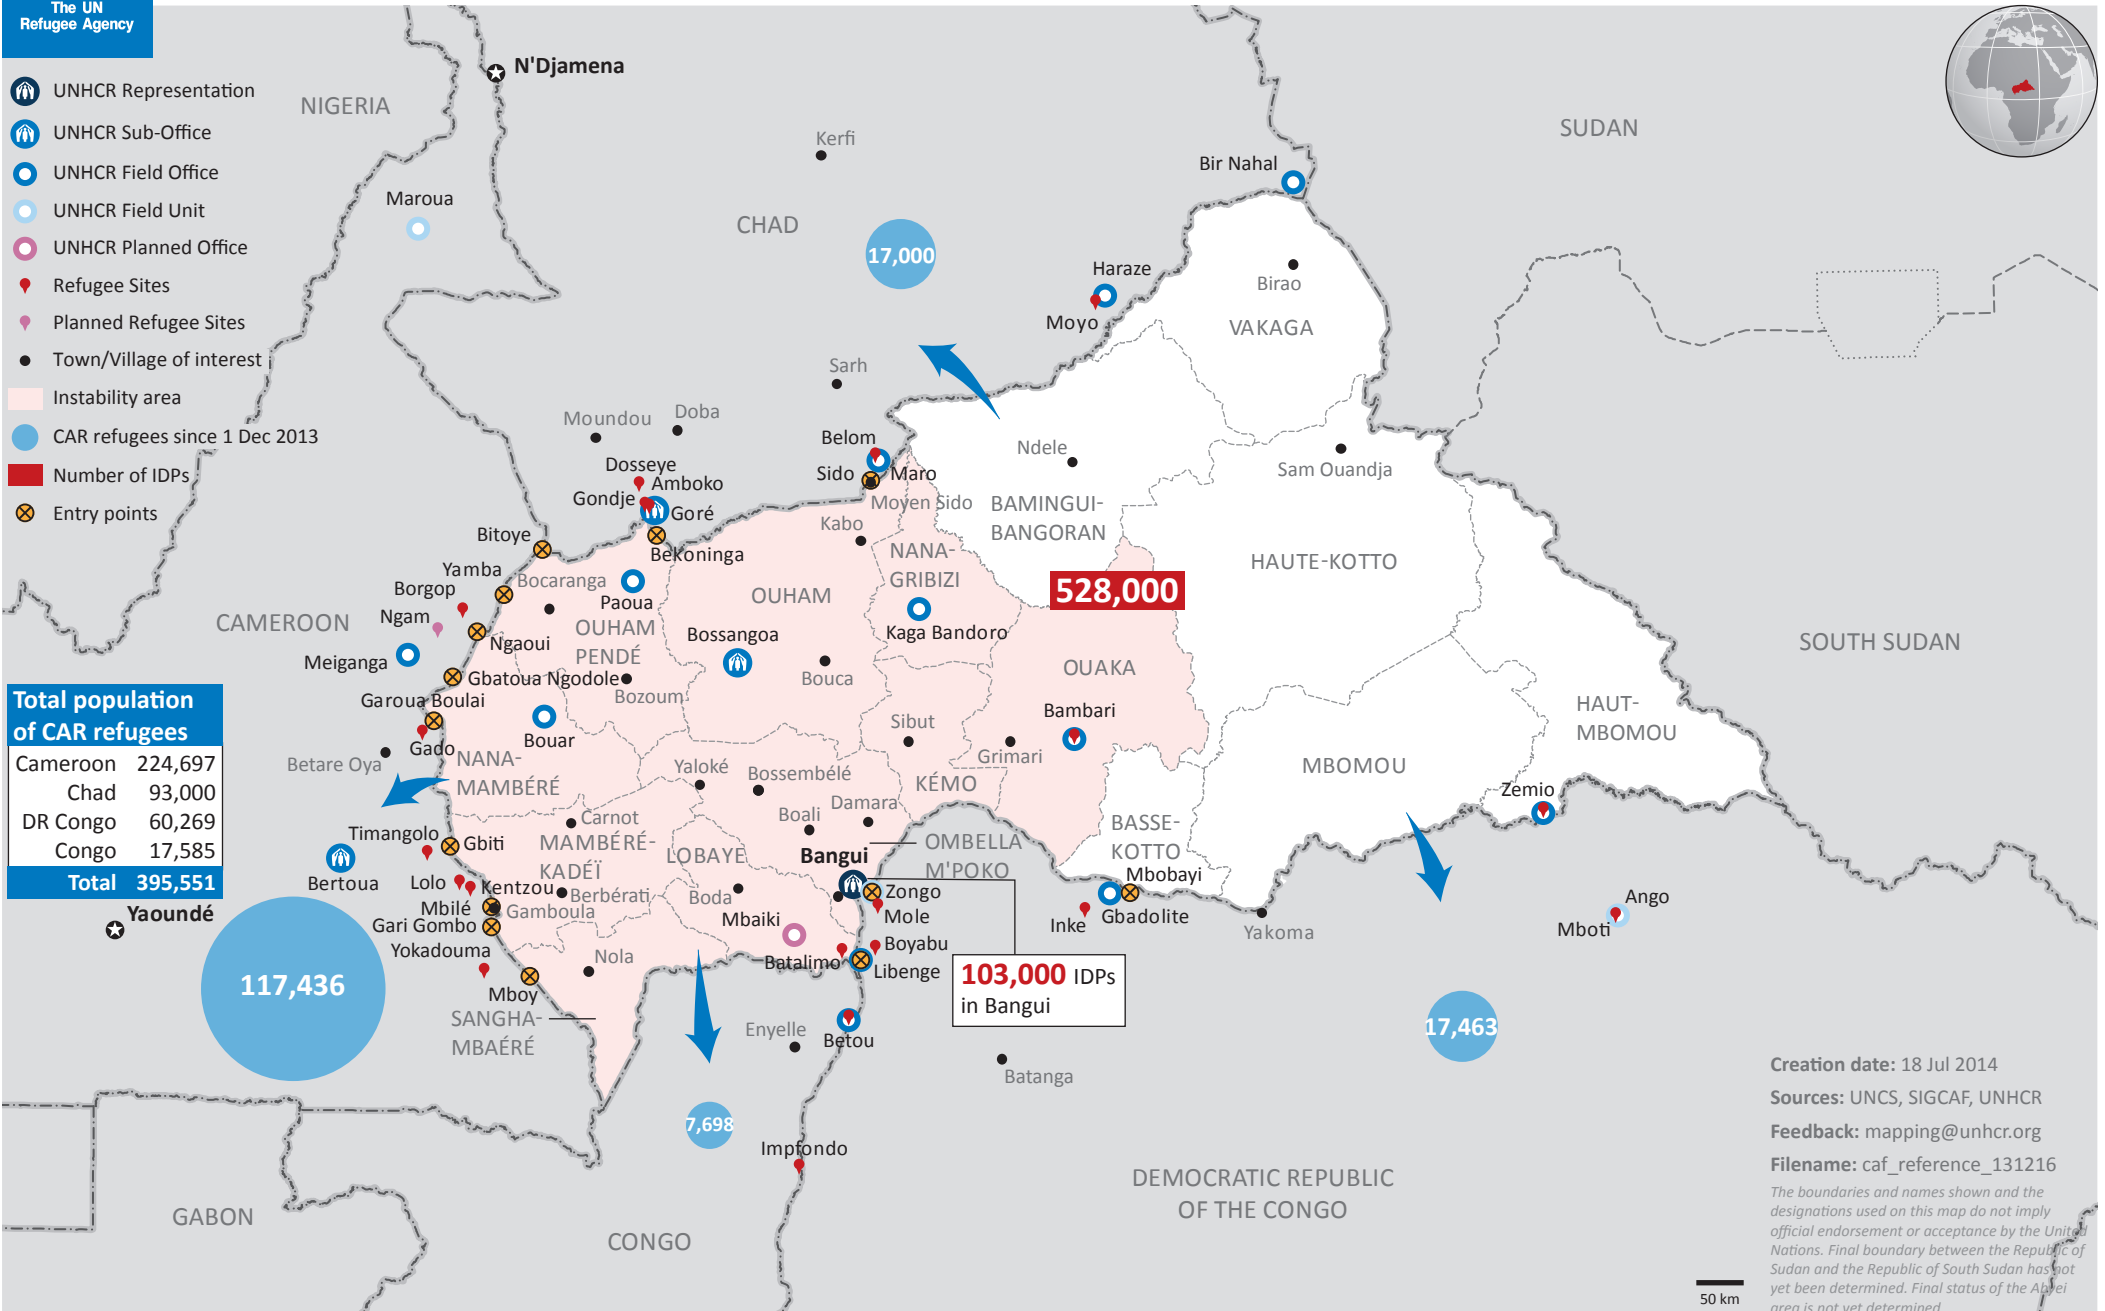 The UN
Refugee Agency
UNHCR Representation
UNHCR Sub-Office
UNHCR Field Office
UNHCR Field Unit
UNHCR Planned Office
Refugee Sites
Planned Refugee Sites
Town/Village of interest
Instability area
CAR refugees since 1 Dec 2013
Number of IDPs
Entry points
N'Djamena
NIGERIA
Maroua
Kerfi
CHAD
17,000
SUDAN
Bir Nahal
Haraze
Moyo
Birao
VAKAGA
Sarh
Moundou
Doba
Belom
Sido
Maro
Moyen Sido
Dosseye
Amboko
Gondje
Goré
Bekoninga
Bitoye
Yamba
Borgop
Ngam
Bocaranga
Paoua
Kabo
NANA-
GRIBIZI
Ndele
BAMINGUI-
BANGORAN
Sam Ouandja
HAUTE-KOTTO
528,000
CAMEROON
Meiganga
Ngaoui
OUHAM
PENDÉ
OUHAM
Bossangoa
Kaga Bandoro
OUAKA
SOUTH SUDAN
Gbatoua Ngodole
Bozoum
Bouca
Garoua Boulai
Gado
Bouar
Sibut
Bambari
Grimari
HAUT-
MBOMOU
MBOMOU
Zemio
Total population
of CAR refugees
Cameroon 224,697
Chad 93,000
DR Congo 60,269
Congo 17,585
Total 395,551
Betare Oya
NANA-
MAMBÉRÉ
Yaloké
Bossembélé
KÉMO
Damara
Boali
Carnot
MAMBÉRÉ-
KADÉÏ
LOBAYE
Bangui
OMBELLA
M'POKO
BASSE-
KOTTO
Mbobayi
Timangolo
Gbiti
Bertoua
Lolo
Kentzou
Berbérati
Mbilé
Gamboula
Gari Gombo
Yokadouma
Boda
Mbaiki
Zongo
Mole
Boyabu
Batalimo
Libenge
Inke
Gbadolite
Yakoma
Ango
Mboti
Yaoundé
117,436
Nola
Mboy
SANGHA-
MBAÉRÉ
103,000 IDPs
in Bangui
Enyelle
Betou
Batanga
17,463
7,698
Impfondo
DEMOCRATIC REPUBLIC
OF THE CONGO
GABON
CONGO
Creation date: 18 Jul 2014
Sources: UNCS, SIGCAF, UNHCR
Feedback: mapping@unhcr.org
Filename: caf_reference_131216
The boundaries and names shown and the
designations used on this map do not imply
official endorsement or acceptance by the United
Nations. Final boundary between the Republic of
Sudan and the Republic of South Sudan has not
yet been determined. Final status of the Abyei
area is not yet determined.
50 km